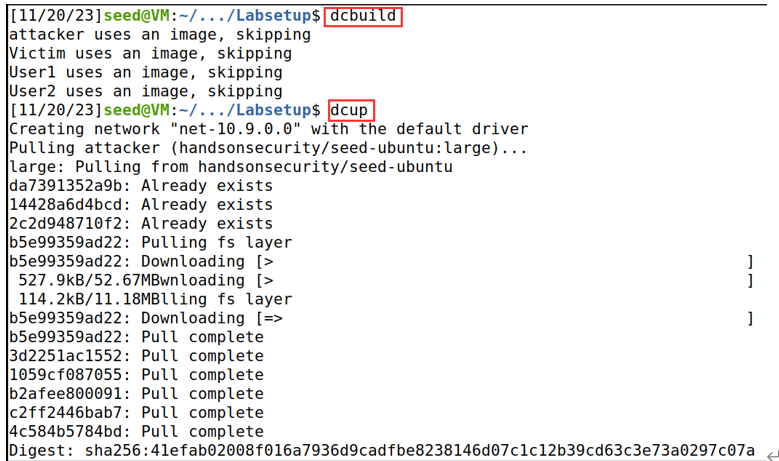 [11/20/23]seed@VM:~/.../Labsetup$ dcbuild
attacker uses an image, skipping
Victim uses an image, skipping
User1 uses an image, skipping
User2 uses an image, skipping
[11/20/23]seed@VM:~/.../Labsetup$ dcup
Creating network "net-10.9.0.0" with the default driver
Pulling attacker (handsonsecurity/seed-ubuntu:large)...
large: Pulling from handsonsecurity/seed-ubuntu
da7391352a9b: Already exists
14428a6d4bcd: Already exists
2c2d948710f2: Already exists
b5e99359ad22: Pulling fs layer
b5e99359ad22: Downloading [>                                                  ]
 527.9kB/52.67MBwnloading [>                                                  ]
 114.2kB/11.18MBlling fs layer
b5e99359ad22: Downloading [=>                                                 ]
b5e99359ad22: Pull complete
3d2251ac1552: Pull complete
1059cf087055: Pull complete
b2afee800091: Pull complete
c2ff2446bab7: Pull complete
4c584b5784bd: Pull complete
Digest: sha256:41efab02008f016a7936d9cadfbe8238146d07c1c12b39cd63c3e73a0297c07a